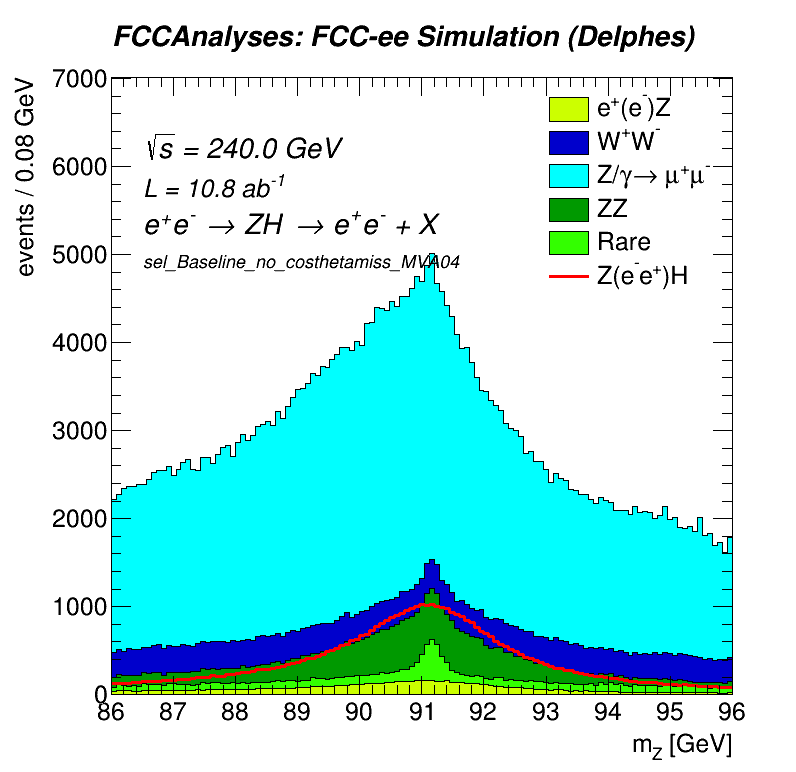 FCCAnalyses: FCC-ee Simulation (Delphes)
events / 0.08 GeV
7000
6000
5000
4000
3000
2000
1000
0
√s = 240.0 GeV
L = 10.8 ab⁻¹
e⁺e⁻ → ZH → e⁺e⁻ + X
sel_Baseline_no_costhetamiss_MVA04
e⁺(e⁻)Z
W⁺W⁻
Z/γ→ μ⁺μ⁻
ZZ
Rare
Z(e⁻e⁺)H
86 87 88 89 90 91 92 93 94 95 96
m_Z [GeV]